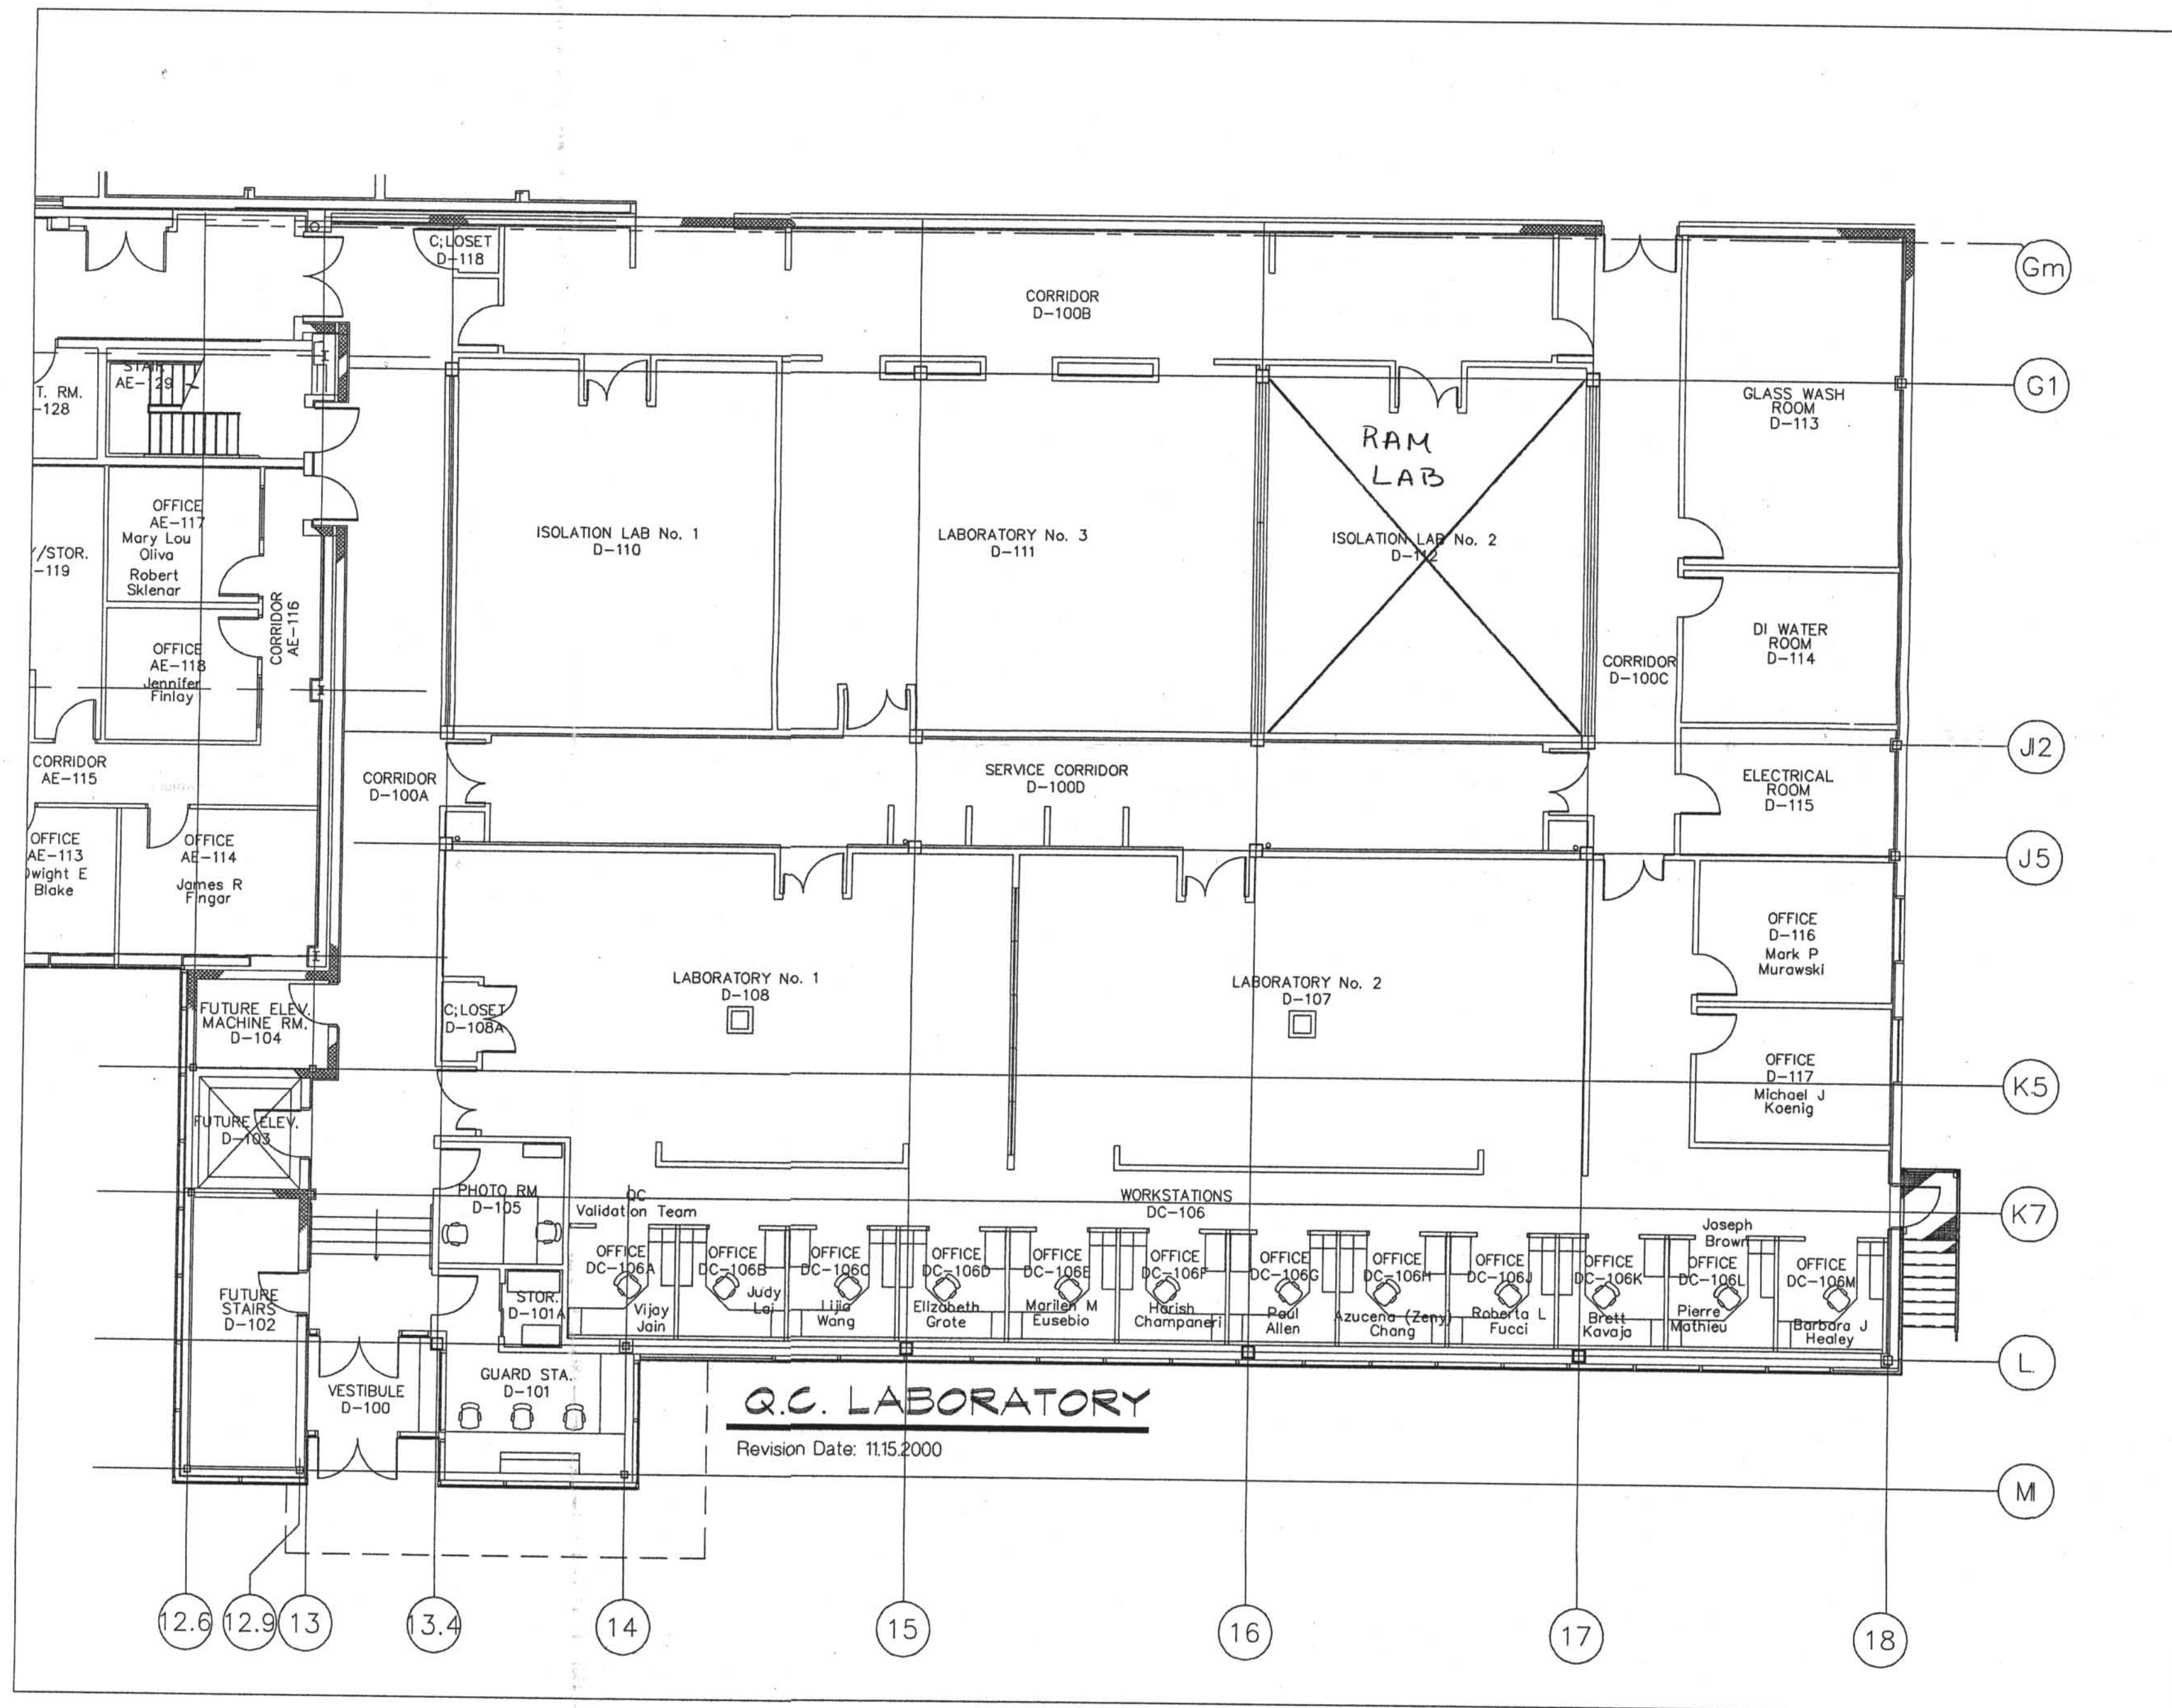 C;LOSET
D-118
CORRIDOR
D-100B
Gm
STAIR
AE-129
T. RM.
-128
G1
GLASS WASH
ROOM
D-113
RAM
LAB
OFFICE
AE-117
Mary Lou
Oliva
Robert
Sklenar
/STOR.
-119
ISOLATION LAB No. 1
D-110
LABORATORY No. 3
D-111
ISOLATION LAB No. 2
D-112
CORRIDOR
AE-116
OFFICE
AE-118
Jennifer
Finlay
DI WATER
ROOM
D-114
CORRIDOR
D-100C
J2
CORRIDOR
AE-115
CORRIDOR
D-100A
SERVICE CORRIDOR
D-100D
ELECTRICAL
ROOM
D-115
OFFICE
AE-113
Dwight E
Blake
OFFICE
AE-114
James R
Fingar
J5
OFFICE
D-116
Mark P
Murawski
LABORATORY No. 1
D-108
LABORATORY No. 2
D-107
FUTURE ELEV.
MACHINE RM.
D-104
C;LOSET
D-108A
OFFICE
D-117
Michael J
Koenig
K5
FUTURE ELEV.
D-103
PHOTO RM
D-105
QC
Validation Team
WORKSTATIONS
DC-106
K7
Joseph
Brown
OFFICE
DC-106A
Vijay
Jain
OFFICE
DC-106B
Judy
Lei
OFFICE
DC-106C
Lijia
Wang
OFFICE
DC-106D
Elizabeth
Grote
OFFICE
DC-106E
Marilen M
Eusebio
OFFICE
DC-106F
Harish
Champaneri
OFFICE
DC-106G
Paul
Allen
OFFICE
DC-106H
Azucena (Zeny)
Chang
OFFICE
DC-106J
Roberta L
Fucci
OFFICE
DC-106K
Brett
Kavaja
OFFICE
DC-106L
Pierre
Mathieu
OFFICE
DC-106M
Barbara J
Healey
FUTURE
STAIRS
D-102
STOR.
D-101A
L
VESTIBULE
D-100
GUARD STA.
D-101
Q.C. LABORATORY
Revision Date: 11.15.2000
M1
12.6
12.9
13
13.4
14
15
16
17
18